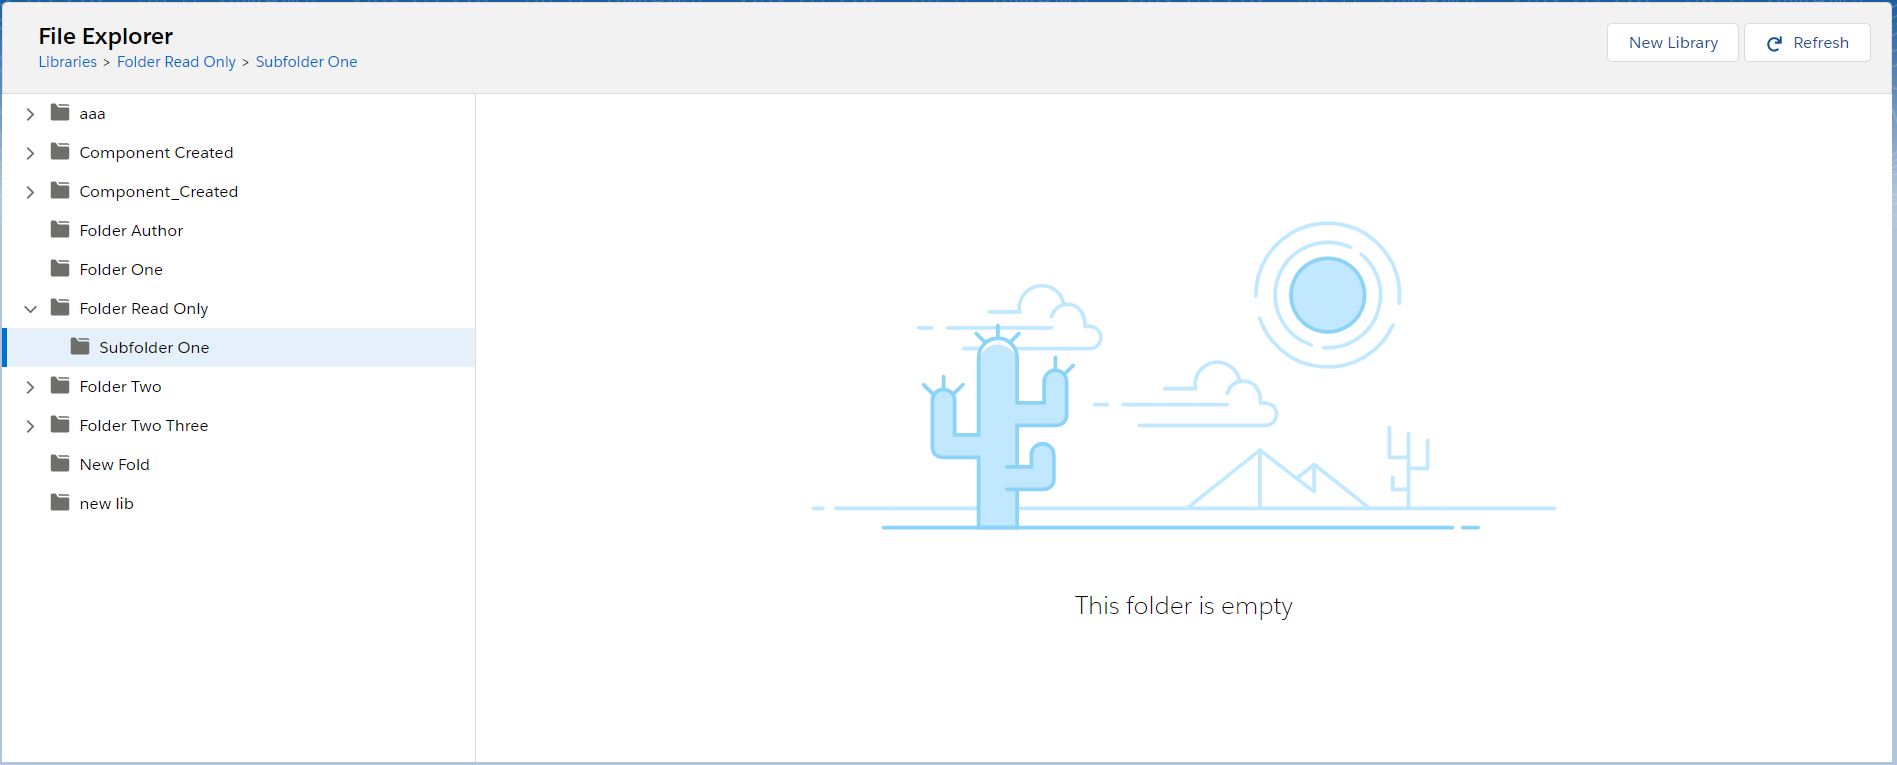 File Explorer
New Library
Refresh
Libraries > Folder Read Only > Subfolder One
aaa
Component Created
Component_Created
Folder Author
Folder One
Folder Read Only
Subfolder One
Folder Two
Folder Two Three
New Fold
new lib
This folder is empty